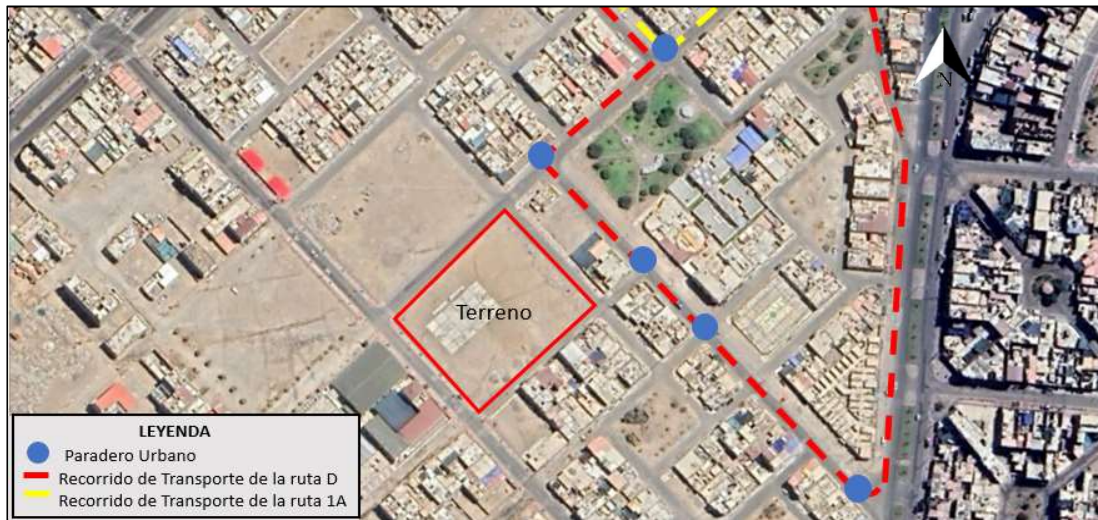 N
Terreno
LEYENDA
Paradero Urbano
Recorrido de Transporte de la ruta D
Recorrido de Transporte de la ruta 1A